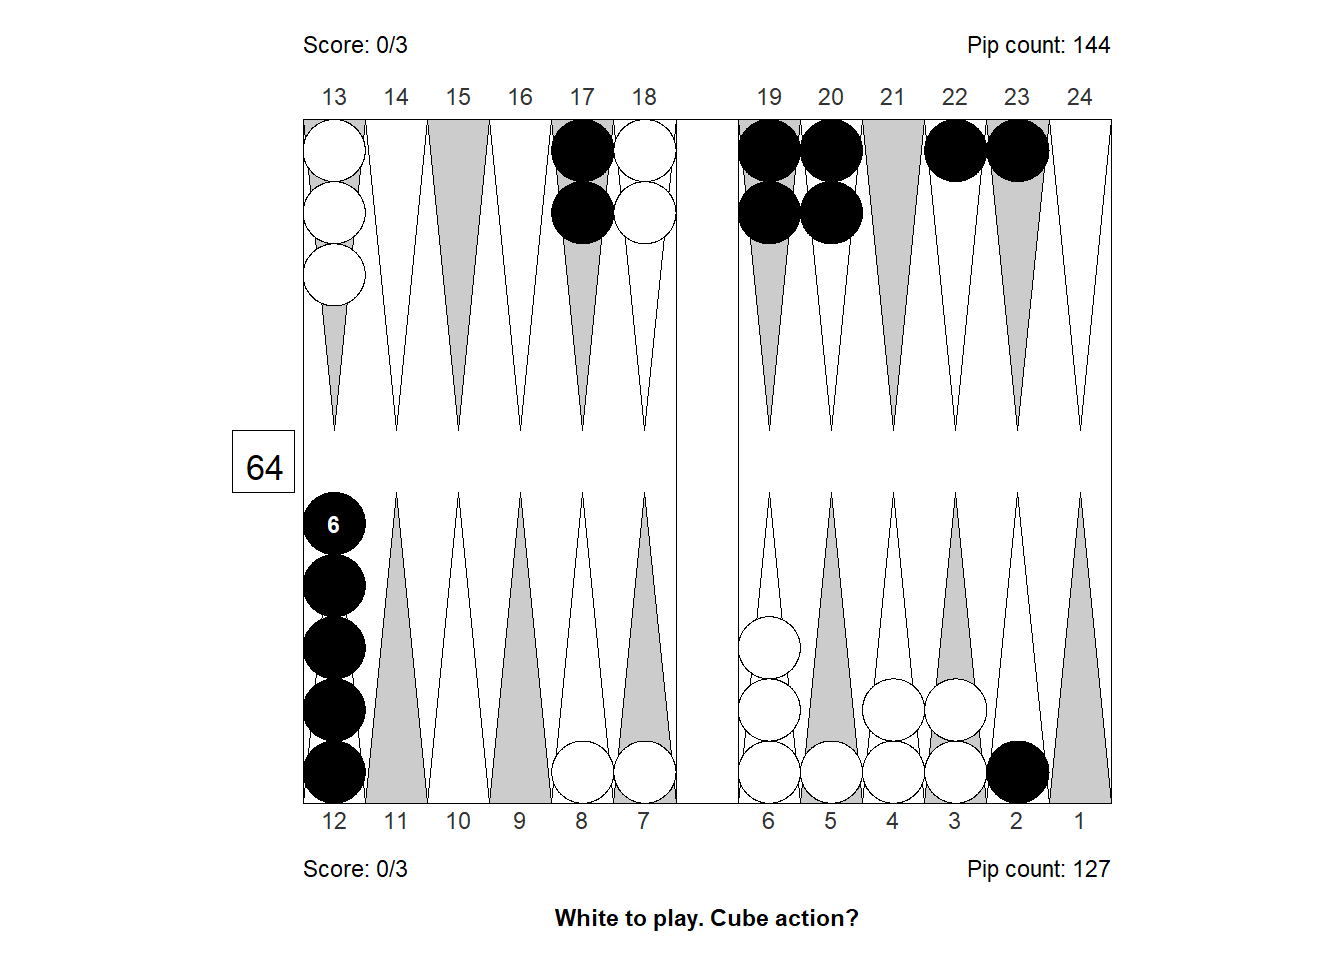 Score: 0/3 Pip count: 144
13 14 15 16 17 18 19 20 21 22 23 24
64
6
12 11 10 9 8 7 6 5 4 3 2 1
Score: 0/3 Pip count: 127
White to play. Cube action?